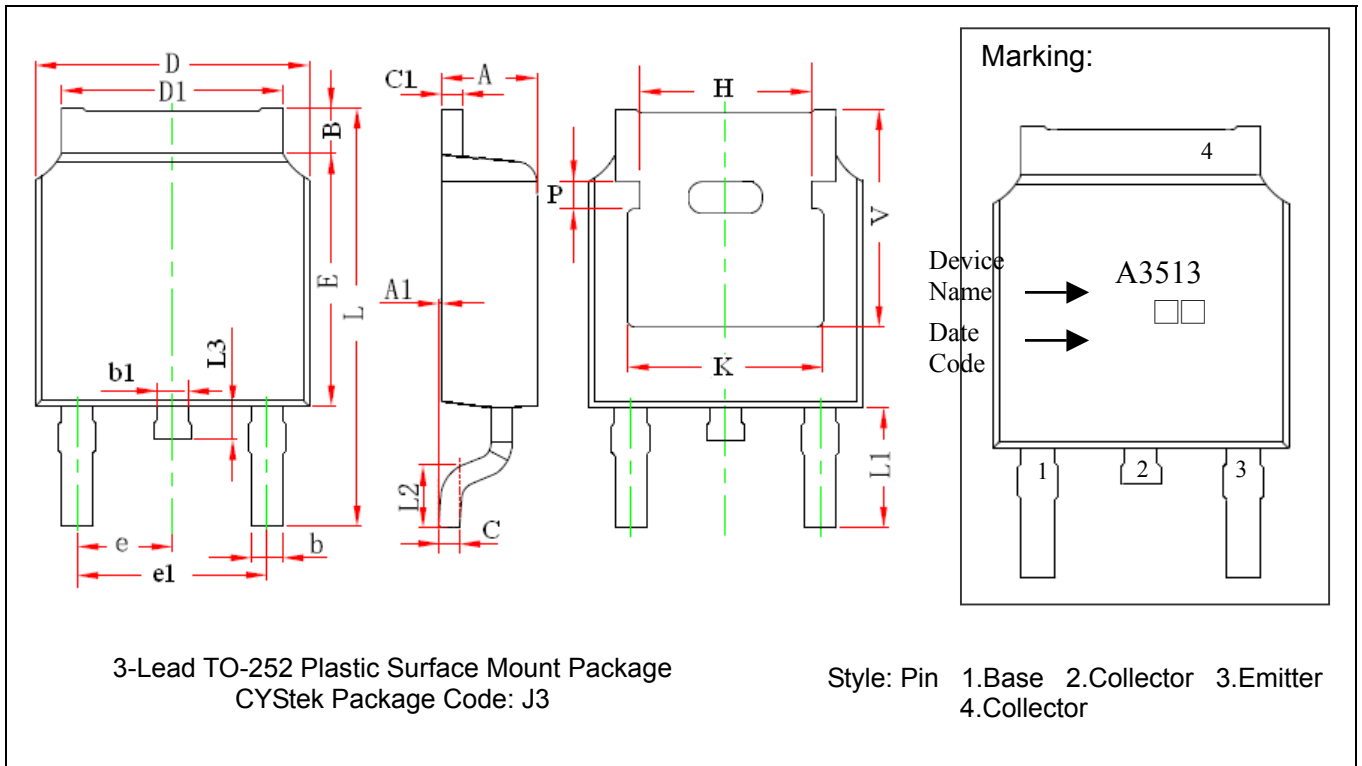 D
D1
B
E
L
L3
b1
e
e1
b
C1
A
A1
L2
C
H
P
V
K
L1
Marking:
4
Device
Name
A3513
□□
Date
Code
1
2
3
3-Lead TO-252 Plastic Surface Mount Package
CYStek Package Code: J3
Style: Pin 1.Base 2.Collector 3.Emitter
4.Collector